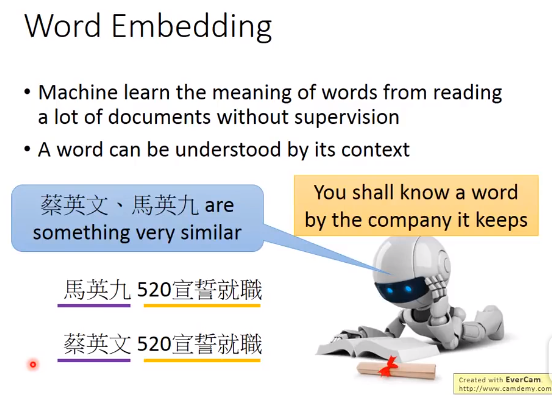 Word Embedding
• Machine learn the meaning of words from reading
a lot of documents without supervision
• A word can be understood by its context
蔡英文、馬英九 are
something very similar
You shall know a word
by the company it keeps
馬英九 520宣誓就職
蔡英文 520宣誓就職
Created with EverCam
http://www.camdemy.com